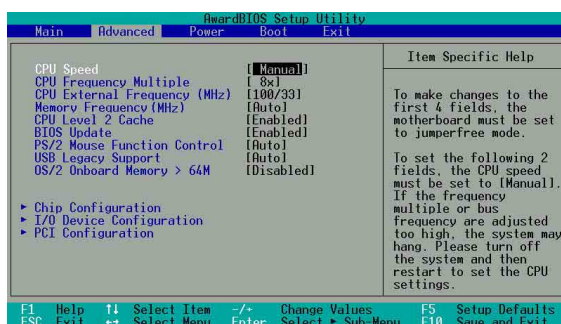 AwardBIOS Setup Utility
Main Advanced Power Boot Exit
CPU Speed [ Manual]
CPU Frequency Multiple [ 8x]
CPU External Frequency (MHz) [100/33]
Memory Frequency(MHz) [Auto]
CPU Level 2 Cache [Enabled]
BIOS Update [Enabled]
PS/2 Mouse Function Control [Auto]
USB Legacy Support [Auto]
OS/2 Onboard Memory > 64M [Disabled]
▸ Chip Configuration
▸ I/O Device Configuration
▸ PCI Configuration
Item Specific Help
To make changes to the
first 4 fields, the
motherboard must be set
to jumperfree mode.
To set the following 2
fields, the CPU speed
must be set to [Manual].
If the frequency
multiple or bus
frequency are adjusted
too high, the system may
hang. Please turn off
the system and then
restart to set the CPU
settings.
F1 Help ↑↓ Select Item -/+ Change Values F5 Setup Defaults
ESC Exit ↔ Select Menu Enter Select ▸ Sub-Menu F10 Save and Exit